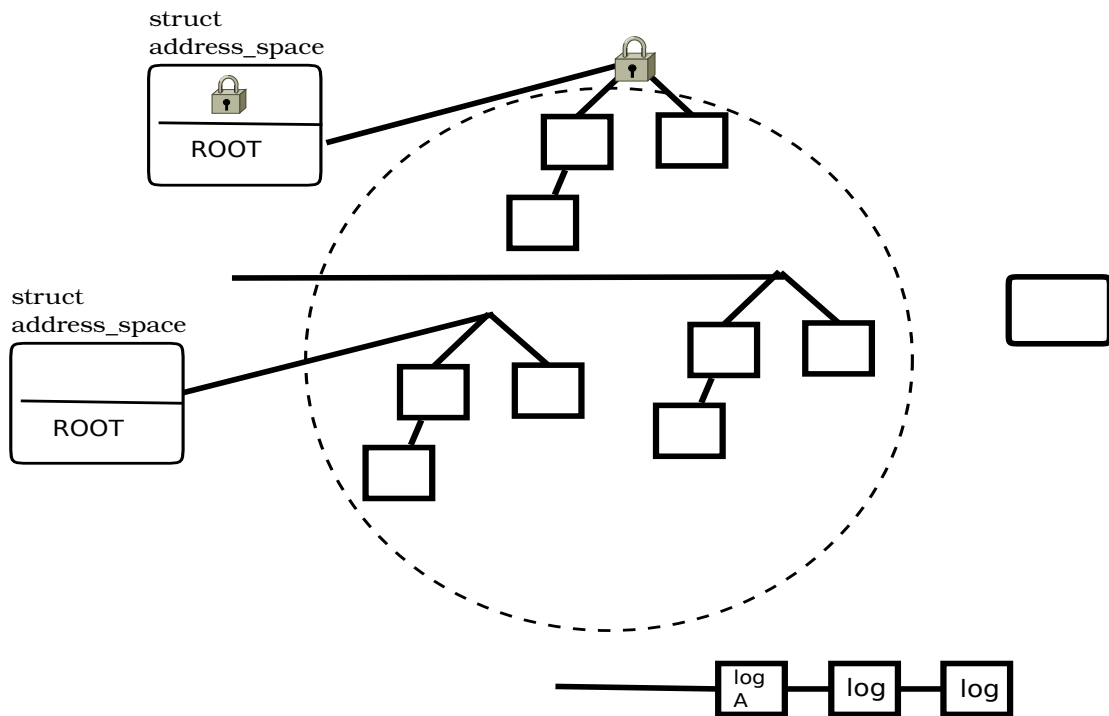 struct
address_space
ROOT
struct
address_space
ROOT
log
A
log
log